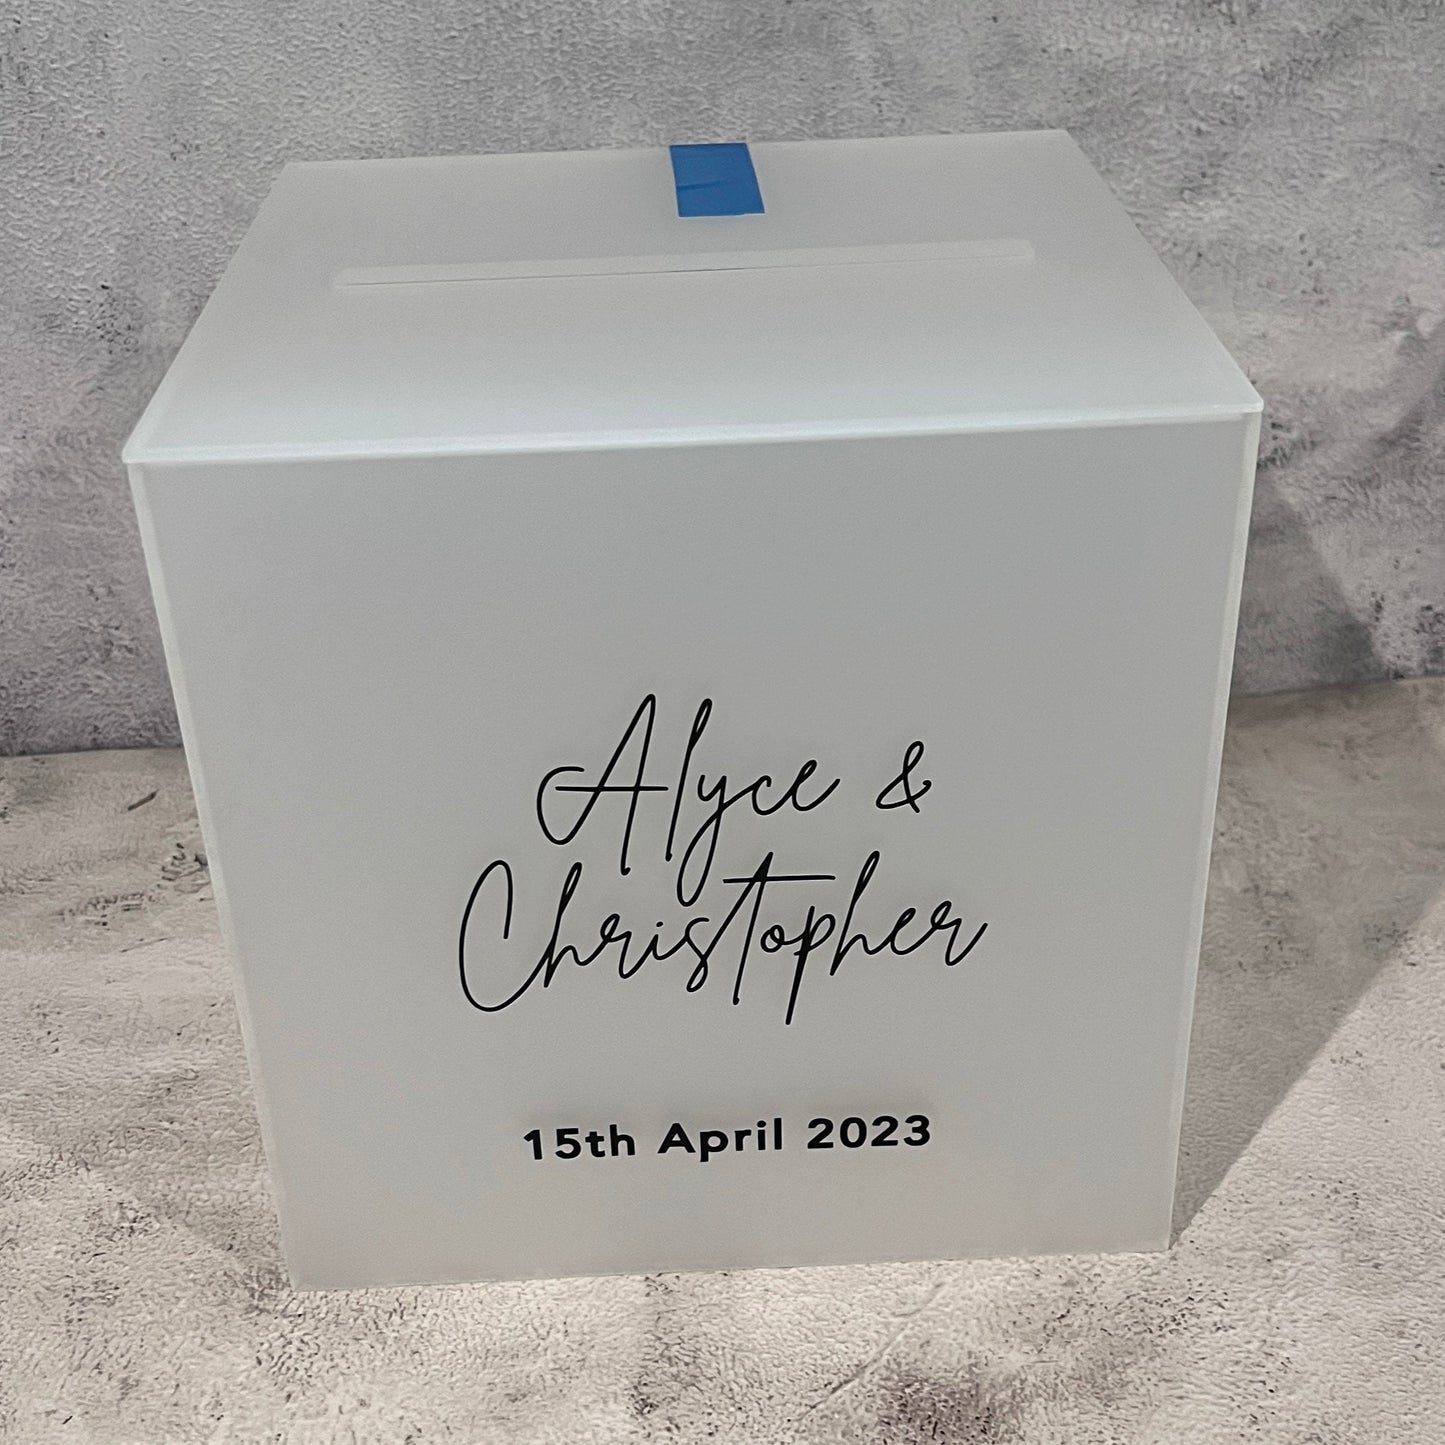 Alyce &
Christopher
15th April 2023